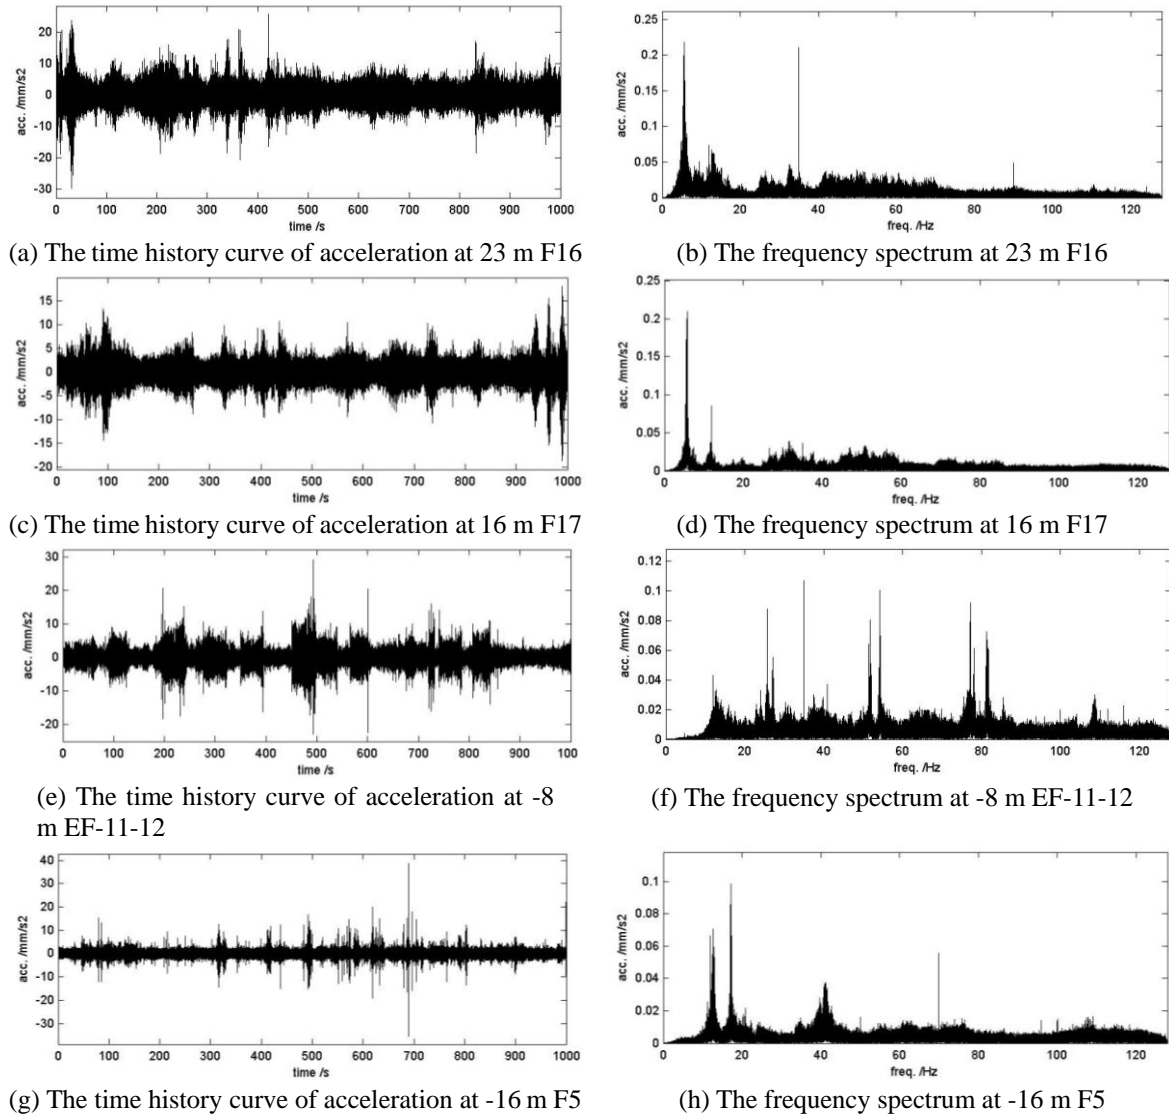 20
10
0
-10
-20
-30
acc. /mm/s2
0 100 200 300 400 500 600 700 800 900 1000
time /s
0.25
0.2
0.15
0.1
0.05
0
acc. /mm/s2
0 20 40 60 80 100 120
freq. /Hz
(a) The time history curve of acceleration at 23 m F16
(b) The frequency spectrum at 23 m F16
15
10
5
0
-5
-10
-15
-20
acc. /mm/s2
0 100 200 300 400 500 600 700 800 900 1000
time /s
0.25
0.2
0.15
0.1
0.05
0
acc. /mm/s2
0 20 40 60 80 100 120
freq. /Hz
(c) The time history curve of acceleration at 16 m F17
(d) The frequency spectrum at 16 m F17
30
20
10
0
-10
-20
acc. /mm/s2
0 100 200 300 400 500 600 700 800 900 1000
time /s
0.12
0.1
0.08
0.06
0.04
0.02
0
acc. /mm/s2
0 20 40 60 80 100 120
freq. /Hz
(e) The time history curve of acceleration at -8
m EF-11-12
(f) The frequency spectrum at -8 m EF-11-12
40
30
20
10
0
-10
-20
-30
acc. /mm/s2
0 100 200 300 400 500 600 700 800 900 1000
time /s
0.1
0.08
0.06
0.04
0.02
0
acc. /mm/s2
0 20 40 60 80 100 120
freq. /Hz
(g) The time history curve of acceleration at -16 m F5
(h) The frequency spectrum at -16 m F5